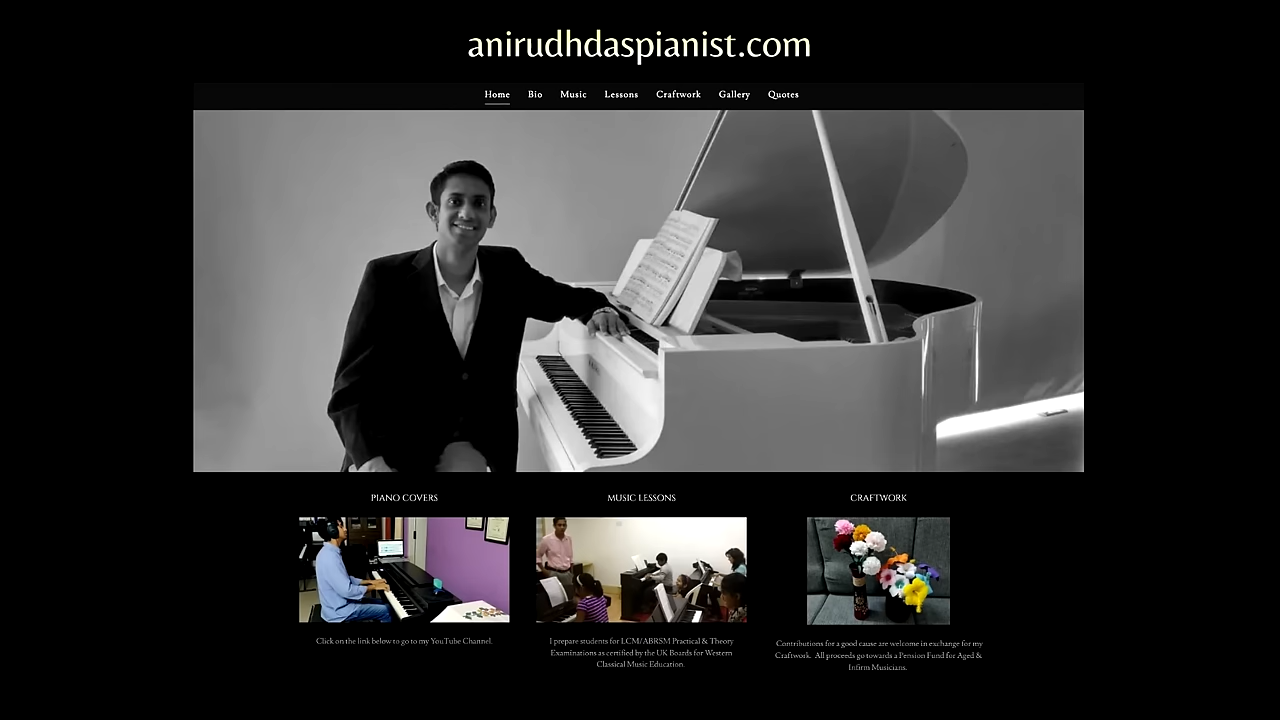 anirudhdaspianist.com
Home Bio Music Lessons Craftwork Gallery Quotes
PIANO COVERS
MUSIC LESSONS
CRAFTWORK
Click on the link below to go to my YouTube Channel.
I prepare students for LCM/ABRSM Practical & Theory
Examinations as certified by the UK Boards for Western
Classical Music Education.
Contributions for a good cause are welcome in exchange for my
Craftwork. All proceeds go towards a Pension Fund for Aged &
Infirm Musicians.